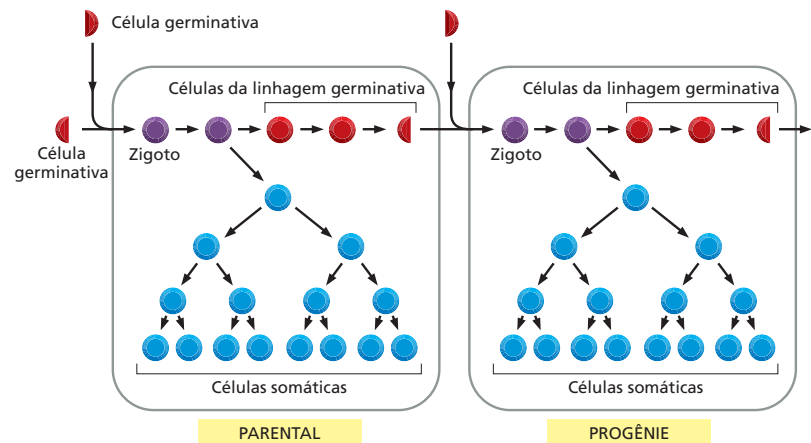 Célula germinativa
Células da linhagem germinativa
Células da linhagem germinativa
Célula
germinativa
Zigoto
Zigoto
Células somáticas
Células somáticas
PARENTAL
PROGÊNIE